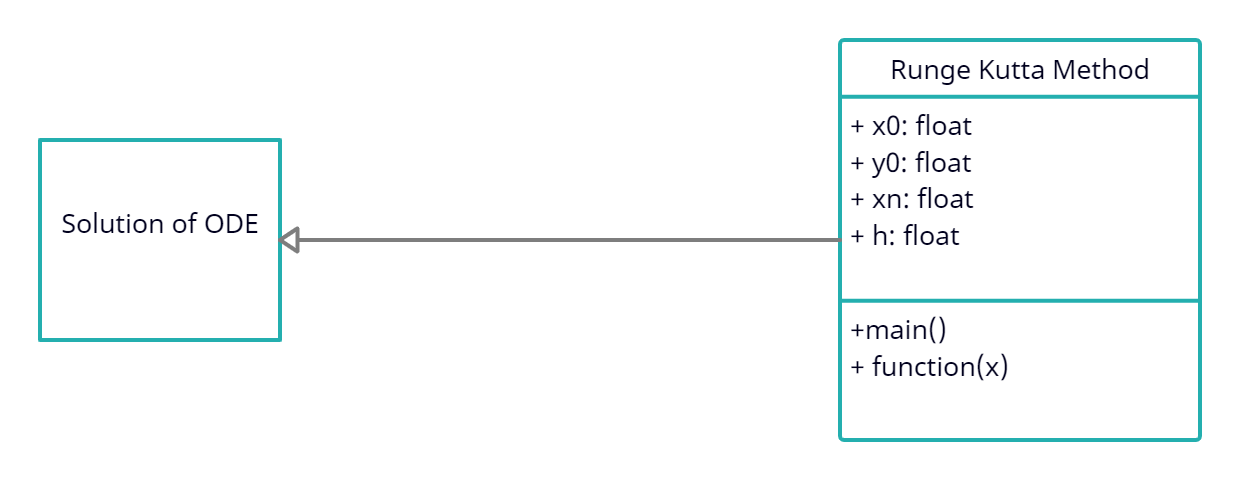 Solution of ODE
Runge Kutta Method
+ x0: float
+ y0: float
+ xn: float
+ h: float
+main()
+ function(x)